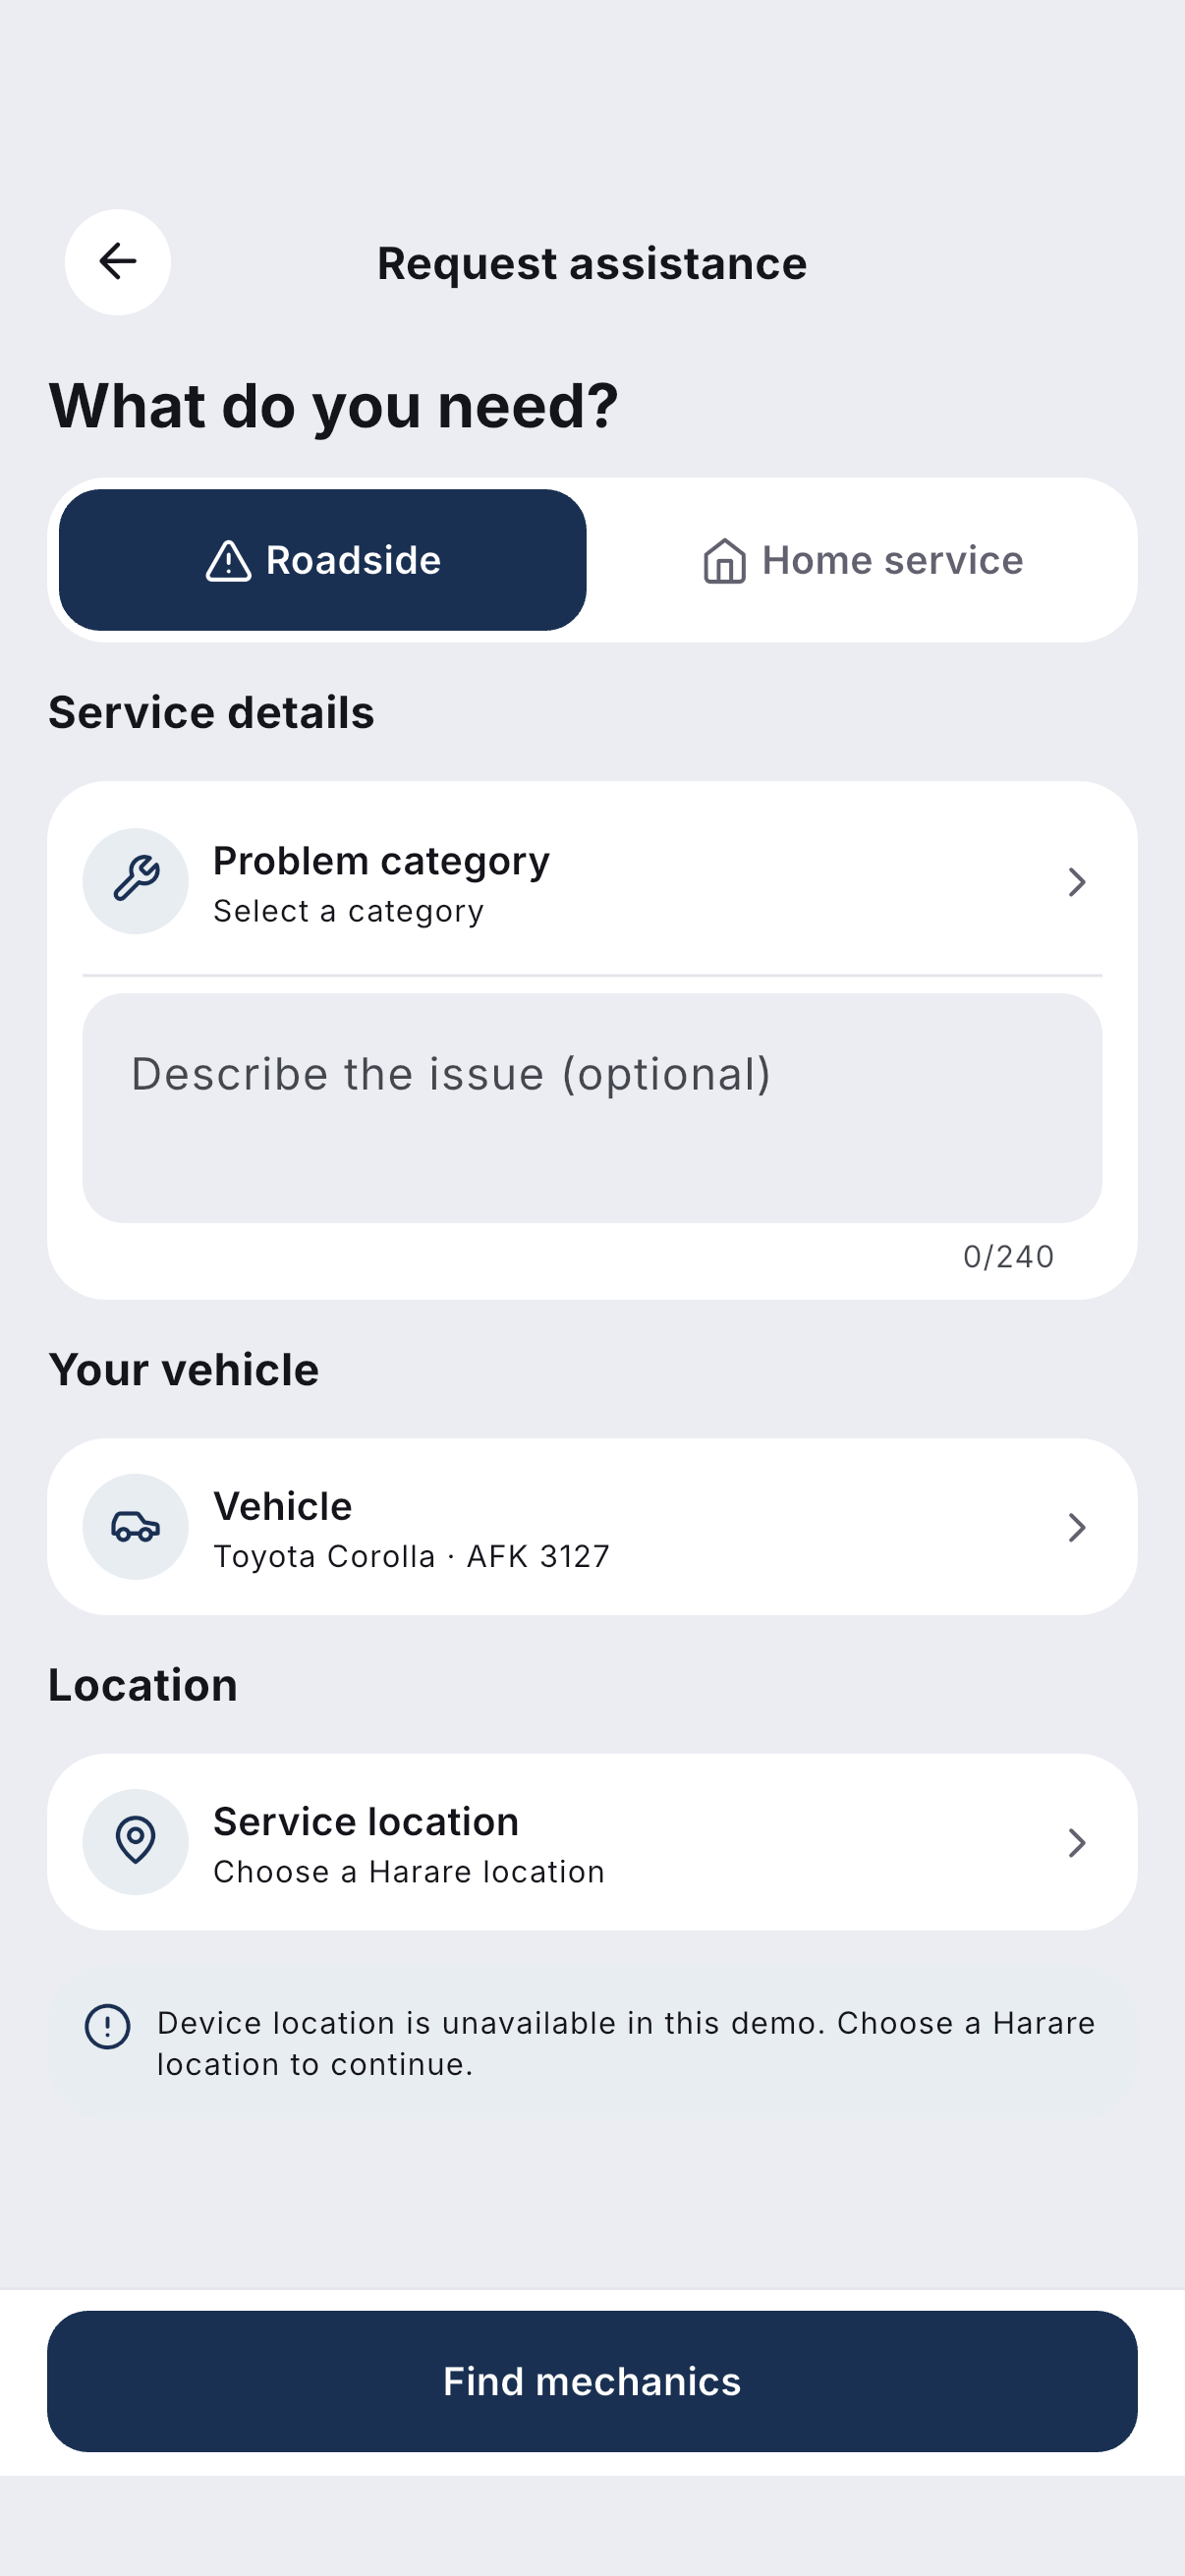 Request assistance
What do you need?
Roadside
Home service
Service details
Problem category
Select a category
Describe the issue (optional)
0/240
Your vehicle
Vehicle
Toyota Corolla · AFK 3127
Location
Service location
Choose a Harare location
Device location is unavailable in this demo. Choose a Harare
location to continue.
Find mechanics